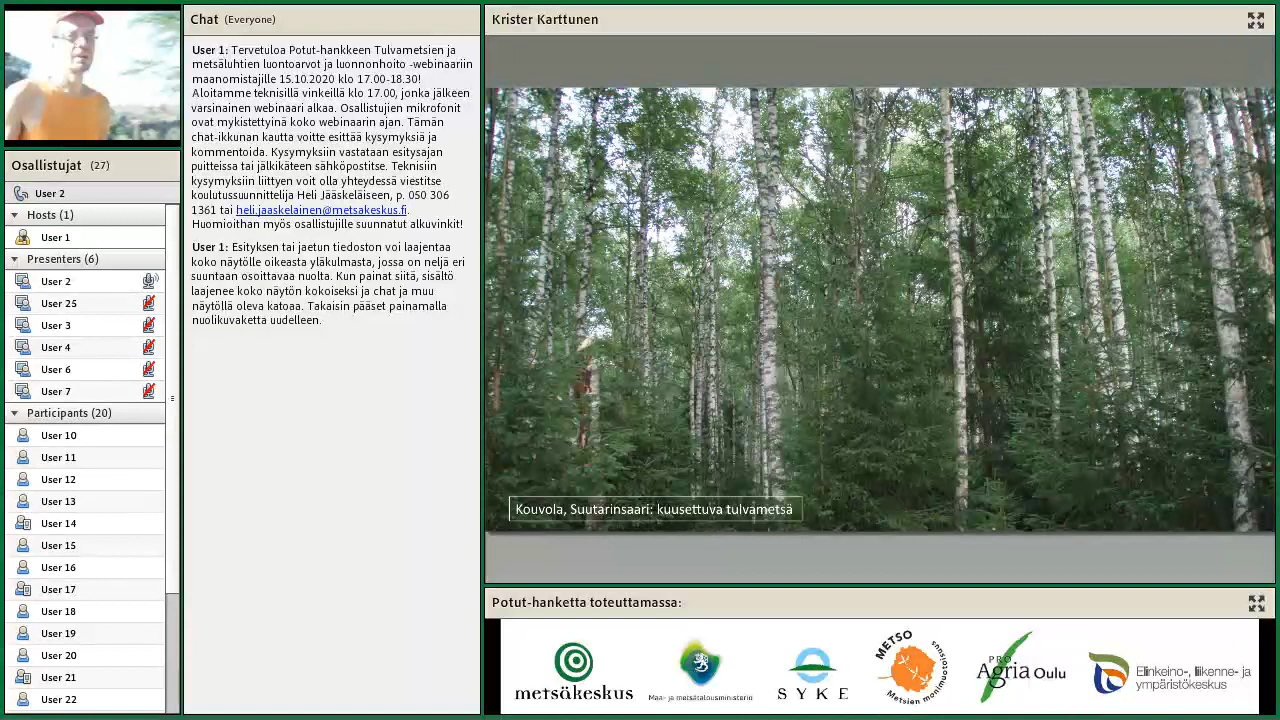 Chat (Everyone)
User 1: Tervetuloa Potut-hankkeen Tulvametsien ja
metsäluhtien luontoarvot ja luonnonhoito -webinaariin
maanomistajille 15.10.2020 klo 17.00-18.30!
Aloitamme teknisillä vinkeillä klo 17.00, jonka jälkeen
varsinainen webinaari alkaa. Osallistujien mikrofonit
ovat mykistettyinä koko webinaarin ajan. Tämän
chat-ikkunan kautta voitte esittää kysymyksiä ja
kommentoida. Kysymyksiin vastataan esitysajan
puitteissa tai jälkikäteen sähköpostitse. Teknisiin
kysymyksiin liittyen voit olla yhteydessä viestitse
koulutussuunnittelija Heli Jääskeläiseen, p. 050 306
1361 tai heli.jaaskelainen@metsakeskus.fi.
Huomioithan myös osallistujille suunnatut alkuvinkit!
User 1: Esityksen tai jaetun tiedoston voi laajentaa
koko näytölle oikeasta yläkulmasta, jossa on neljä eri
suuntaan osoittavaa nuolta. Kun painat siitä, sisältö
laajenee koko näytön kokoiseksi ja chat ja muu
näytöllä oleva katoaa. Takaisin pääset painamalla
nuolikuvaketta uudelleen.
Osallistujat (27)
User 2
Hosts (1)
User 1
Presenters (6)
User 2
User 25
User 3
User 4
User 6
User 7
Participants (20)
User 10
User 11
User 12
User 13
User 14
User 15
User 16
User 17
User 18
User 19
User 20
User 21
User 22
Krister Karttunen
Kouvola, Suutarinsaari: kuusettuva tulvametsä
Potut-hanketta toteuttamassa:
metsäkeskus
Maa- ja metsätalousministeriö
SYKE
METSO
Metsien monimuotoisuus
PRO
Agria Oulu
Elinkeino-, liikenne- ja
ympäristökeskus